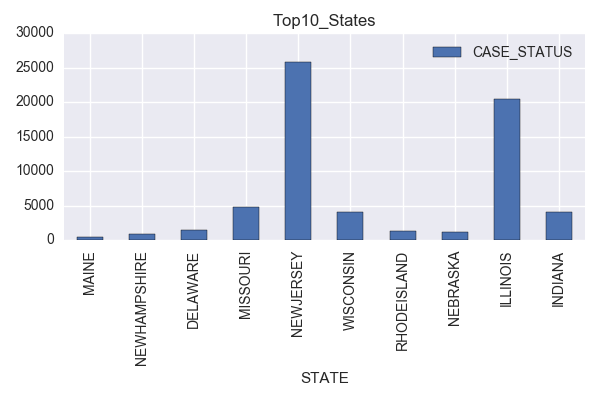 Top10_States
30000
25000
20000
15000
10000
5000
0
CASE_STATUS
MAINE
NEWHAMPSHIRE
DELAWARE
MISSOURI
NEWJERSEY
WISCONSIN
RHODEISLAND
NEBRASKA
ILLINOIS
INDIANA
STATE